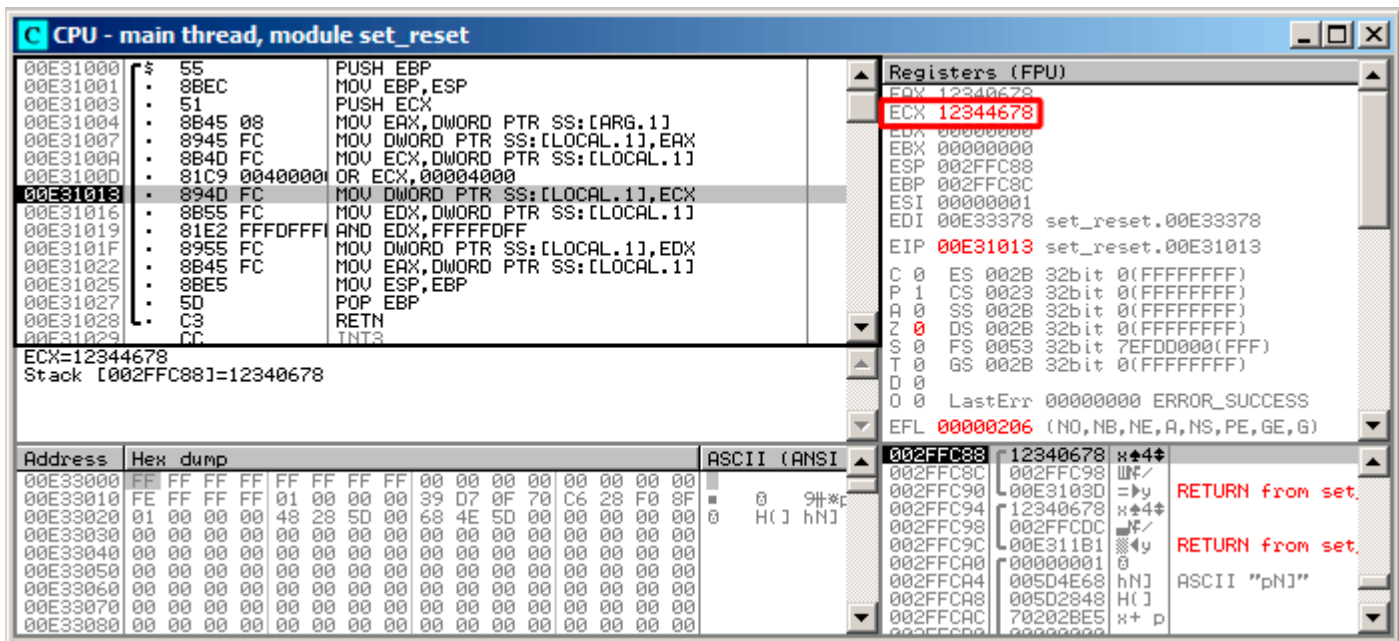 C CPU - main thread, module set_reset
00E31000 $ 55 PUSH EBP
00E31001 . 8BEC MOV EBP,ESP
00E31003 . 51 PUSH ECX
00E31004 . 8B45 08 MOV EAX,DWORD PTR SS:[ARG.1]
00E31007 . 8945 FC MOV DWORD PTR SS:[LOCAL.1],EAX
00E3100A . 8B4D FC MOV ECX,DWORD PTR SS:[LOCAL.1]
00E3100D . 81C9 00400000 OR ECX,00004000
00E31013 . 894D FC MOV DWORD PTR SS:[LOCAL.1],ECX
00E31016 . 8B55 FC MOV EDX,DWORD PTR SS:[LOCAL.1]
00E31019 . 81E2 FFFDFFF AND EDX,FFFFFDFF
00E3101F . 8955 FC MOV DWORD PTR SS:[LOCAL.1],EDX
00E31022 . 8B45 FC MOV EAX,DWORD PTR SS:[LOCAL.1]
00E31025 . 8BE5 MOV ESP,EBP
00E31027 . 5D POP EBP
00E31028 . C3 RETN
00E31029 CC INT3
ECX=12344678
Stack [002FFC88]=12340678
Registers (FPU)
EAX 12340678
ECX 12344678
EDX 00000000
EBX 00000000
ESP 002FFC88
EBP 002FFC8C
ESI 00000001
EDI 00E33378 set_reset.00E33378
EIP 00E31013 set_reset.00E31013
C 0 ES 002B 32bit 0(FFFFFFFF)
P 1 CS 0023 32bit 0(FFFFFFFF)
A 0 SS 002B 32bit 0(FFFFFFFF)
Z 0 DS 002B 32bit 0(FFFFFFFF)
S 0 FS 0053 32bit 7EFDD000(FFF)
T 0 GS 002B 32bit 0(FFFFFFFF)
D 0
O 0 LastErr 00000000 ERROR_SUCCESS
EFL 00000206 (NO,NB,NE,A,NS,PE,GE,G)
Address Hex dump ASCII (ANSI
00E33000 FF FF FF FF FF FF FF FF 00 00 00 00 00 00 00 00
00E33010 FE FF FF FF 01 00 00 00 39 D7 0F 70 C6 28 F0 8F
00E33020 01 00 00 00 48 28 5D 00 68 4E 5D 00 00 00 00 00 H(] hN]
00E33030 00 00 00 00 00 00 00 00 00 00 00 00 00 00 00 00
00E33040 00 00 00 00 00 00 00 00 00 00 00 00 00 00 00 00
00E33050 00 00 00 00 00 00 00 00 00 00 00 00 00 00 00 00
00E33060 00 00 00 00 00 00 00 00 00 00 00 00 00 00 00 00
00E33070 00 00 00 00 00 00 00 00 00 00 00 00 00 00 00 00
00E33080 00 00 00 00 00 00 00 00 00 00 00 00 00 00 00 00
002FFC88 12340678 x♠4‡
002FFC8C 002FFC98
002FFC90 00E3103D RETURN from set_
002FFC94 12340678 x♠4‡
002FFC98 002FFCDC
002FFC9C 00E311B1 RETURN from set_
002FFCA0 00000001
002FFCA4 005D4E68 hN] ASCII "pN]"
002FFCA8 005D2848 H(]
002FFCAC 70202BE5 x+ p